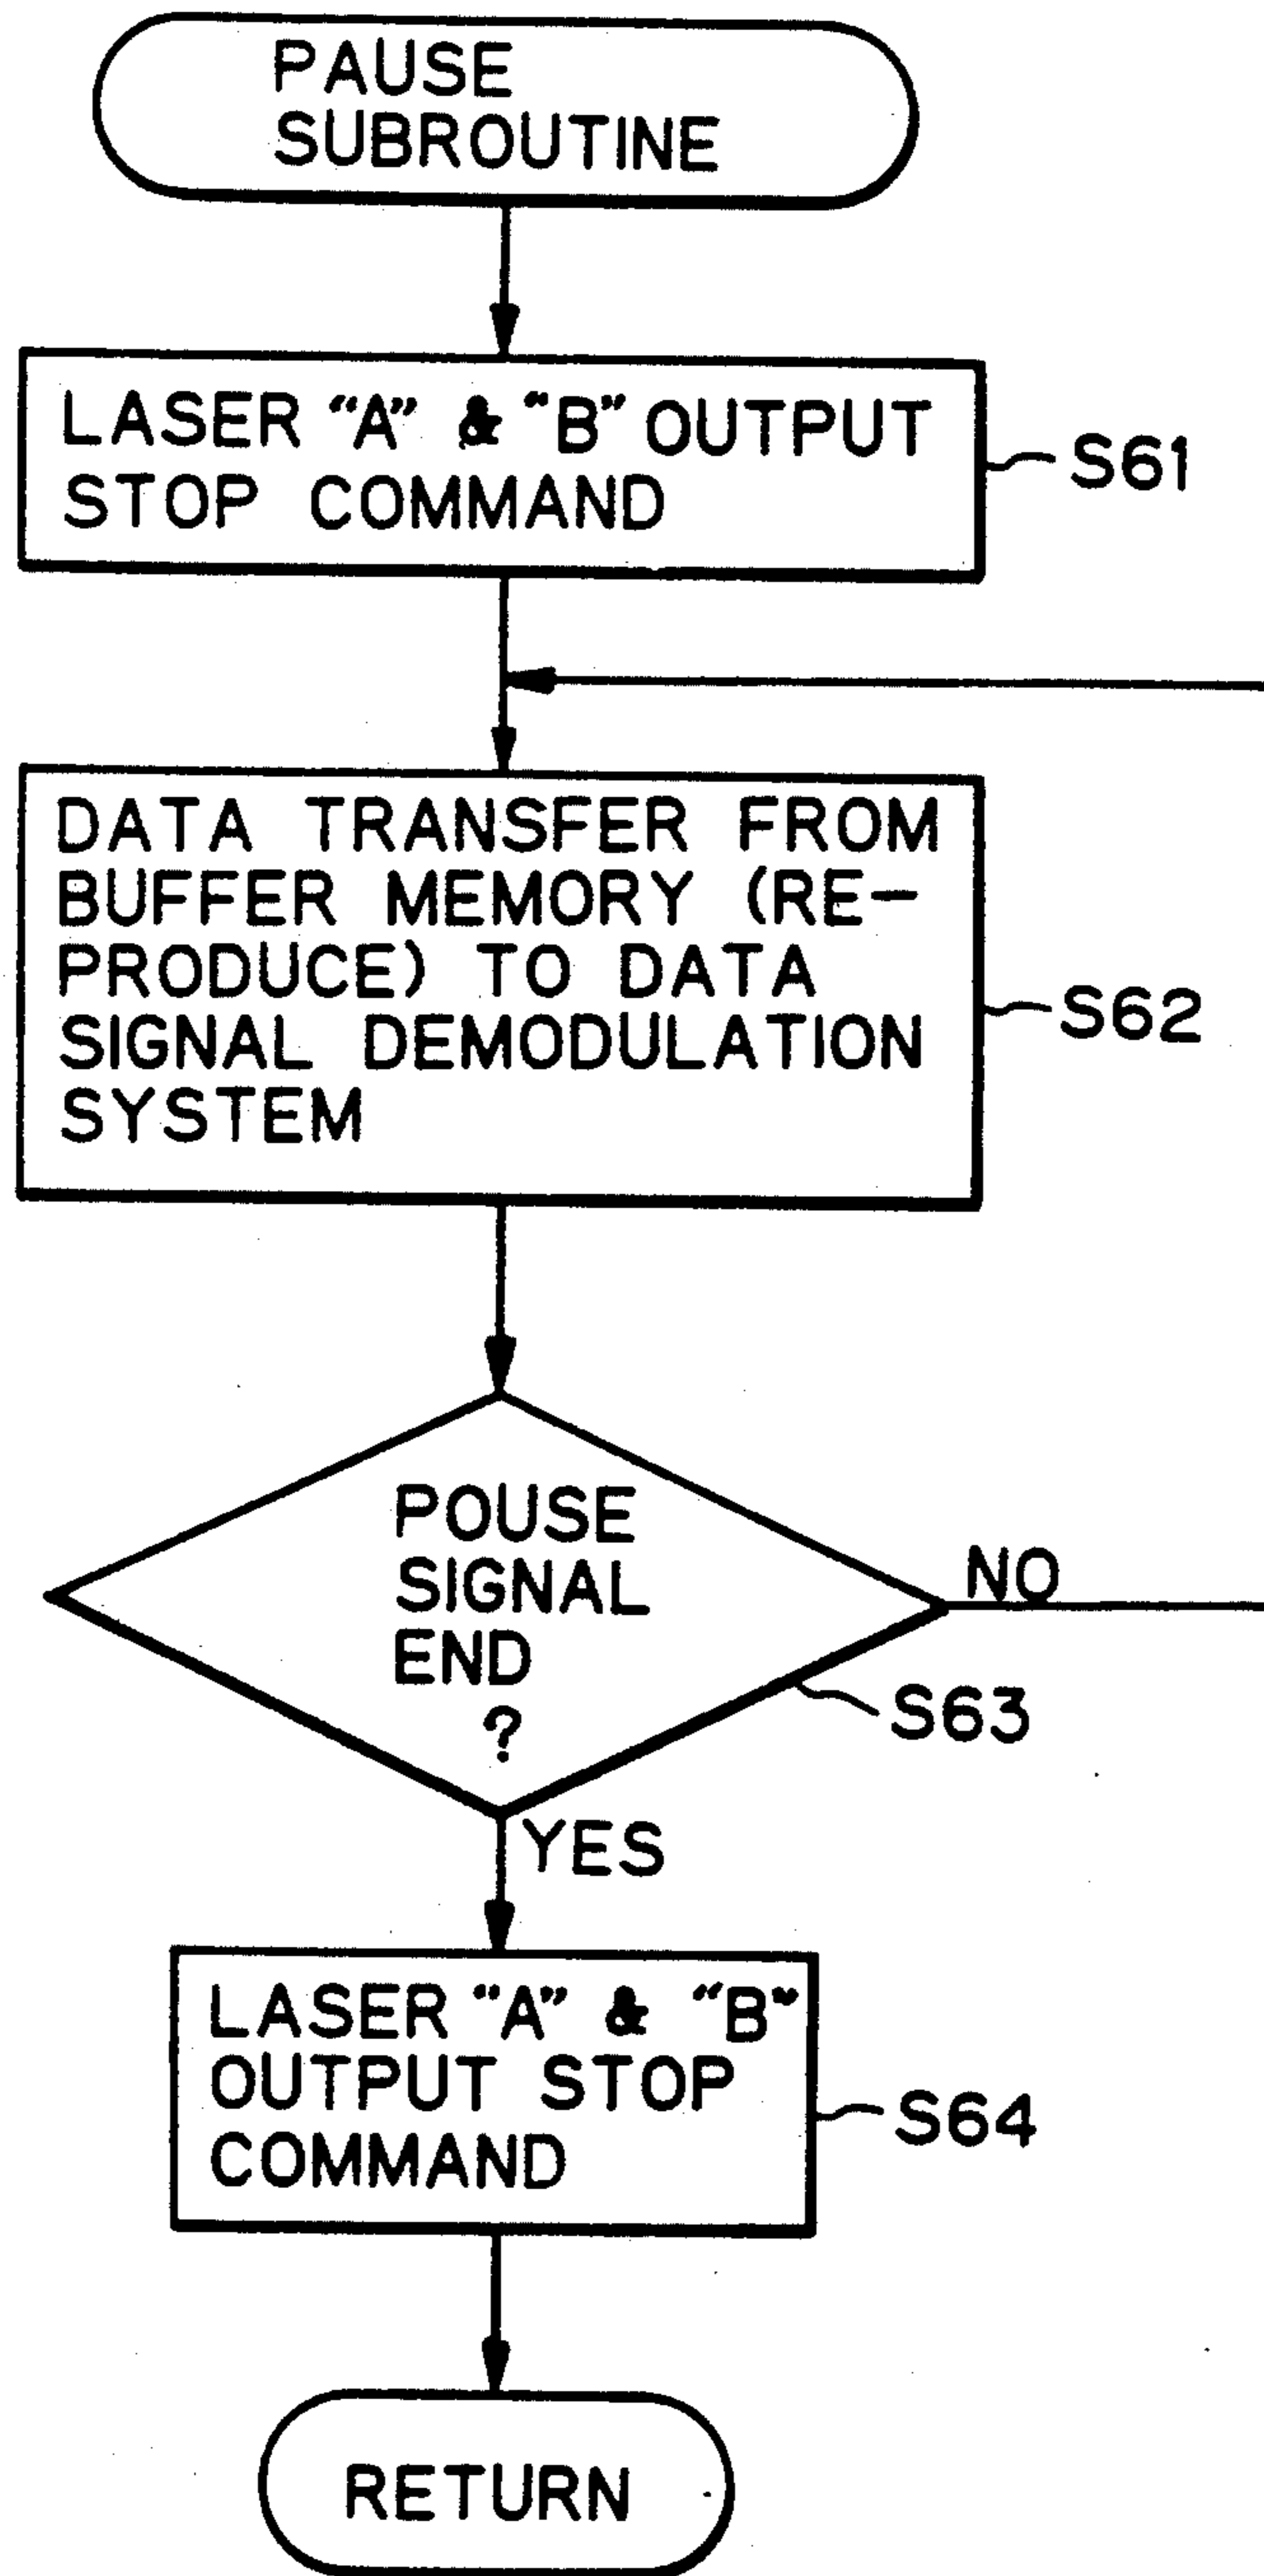 PAUSE
SUBROUTINE
LASER "A" & "B" OUTPUT
STOP COMMAND
S61
DATA TRANSFER FROM
BUFFER MEMORY (RE-
PRODUCE) TO DATA
SIGNAL DEMODULATION
SYSTEM
S62
POUSE
SIGNAL
END
?
NO
S63
YES
LASER "A" & "B"
OUTPUT STOP
COMMAND
S64
RETURN